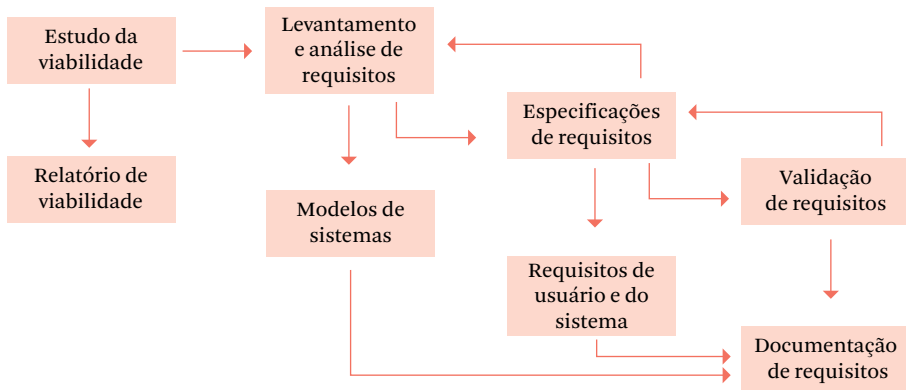 Estudo da
viabilidade
Levantamento
e análise de
requisitos
Especificações
de requisitos
Relatório de
viabilidade
Validação
de requisitos
Modelos de
sistemas
Requisitos de
usuário e do
sistema
Documentação
de requisitos